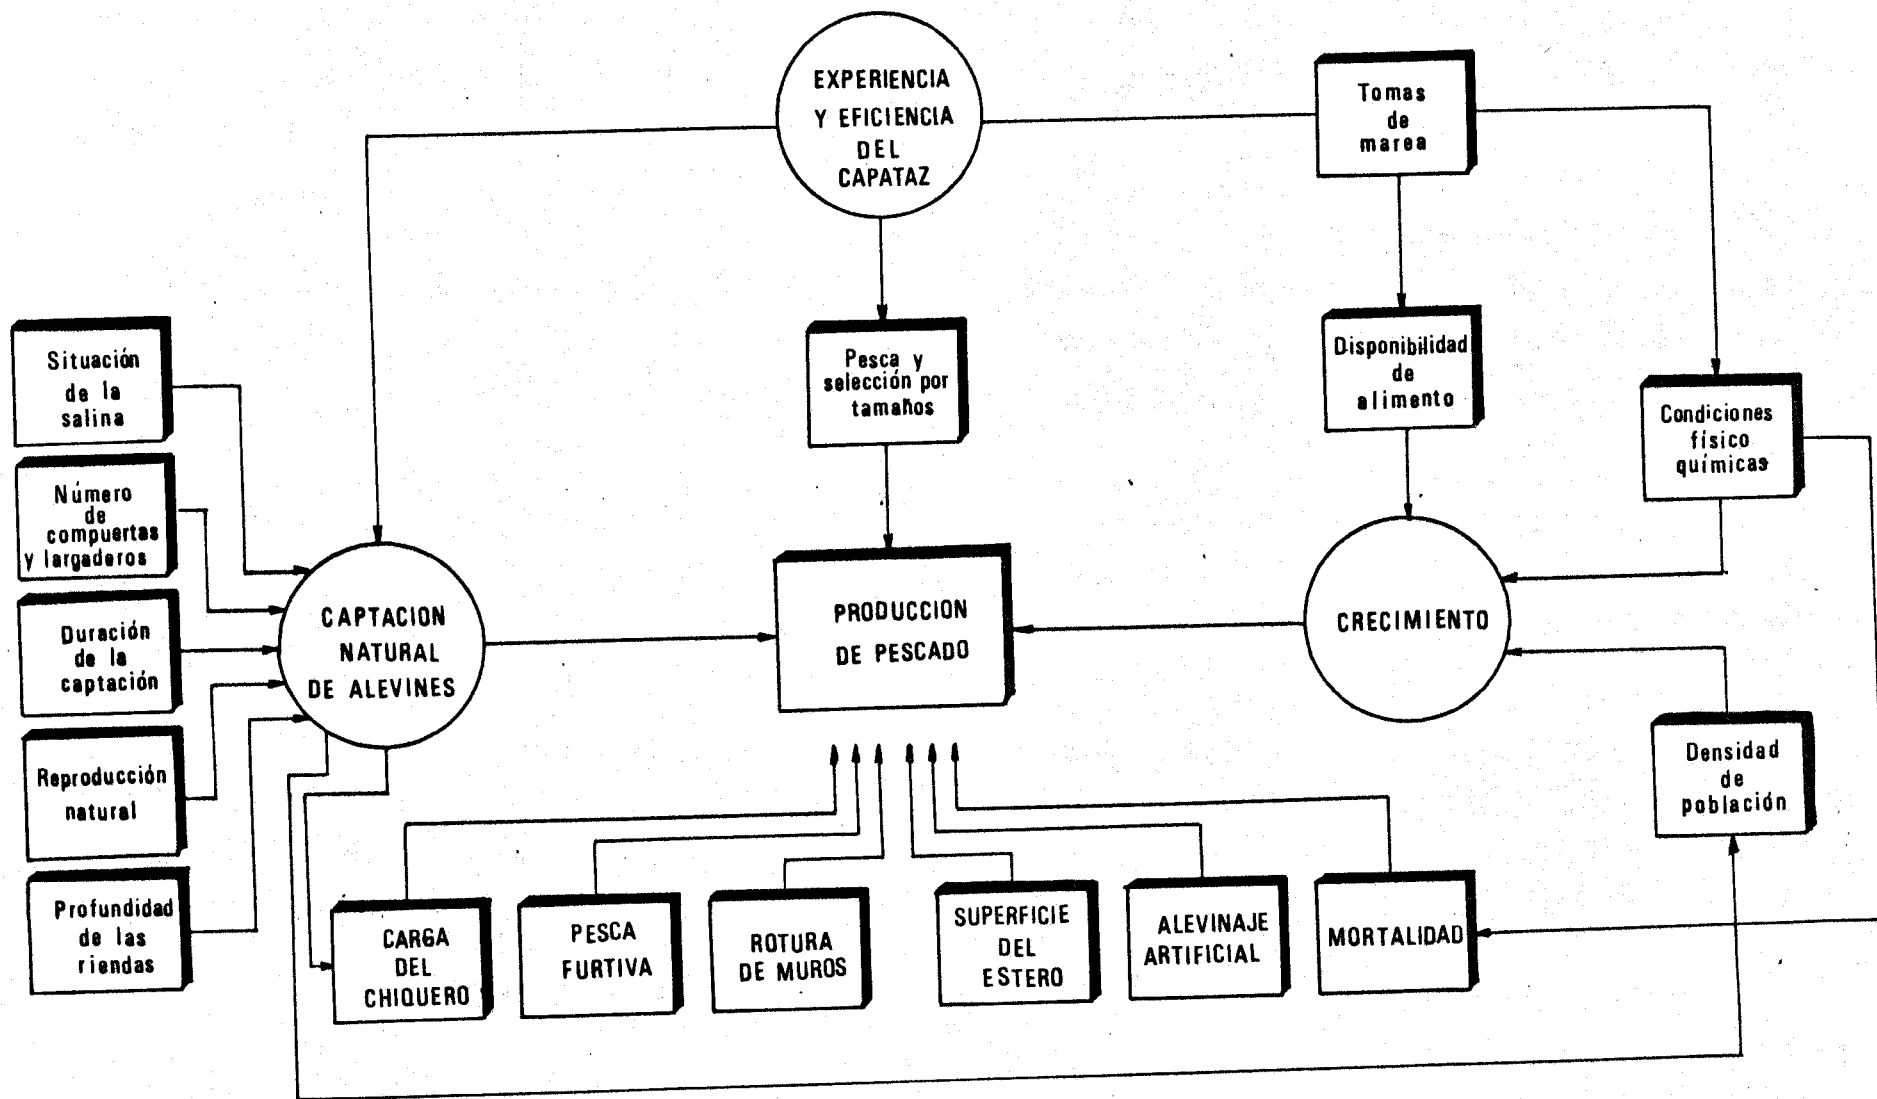 EXPERIENCIA
Y EFICIENCIA
DEL
CAPATAZ
Tomas
de
marea
Situación
de la
salina
Pesca y
selección por
tamaños
Disponibilidad
de
alimento
Condiciones
físico
químicas
Número
de
compuertas
y largaderos
CAPTACION
NATURAL
DE ALEVINES
PRODUCCION
DE PESCADO
CRECIMIENTO
Duración
de la
captación
Reproducción
natural
Densidad
de
población
Profundidad
de las
riendas
CARGA
DEL
CHIQUERO
PESCA
FURTIVA
ROTURA
DE MUROS
SUPERFICIE
DEL
ESTERO
ALEVINAJE
ARTIFICIAL
MORTALIDAD